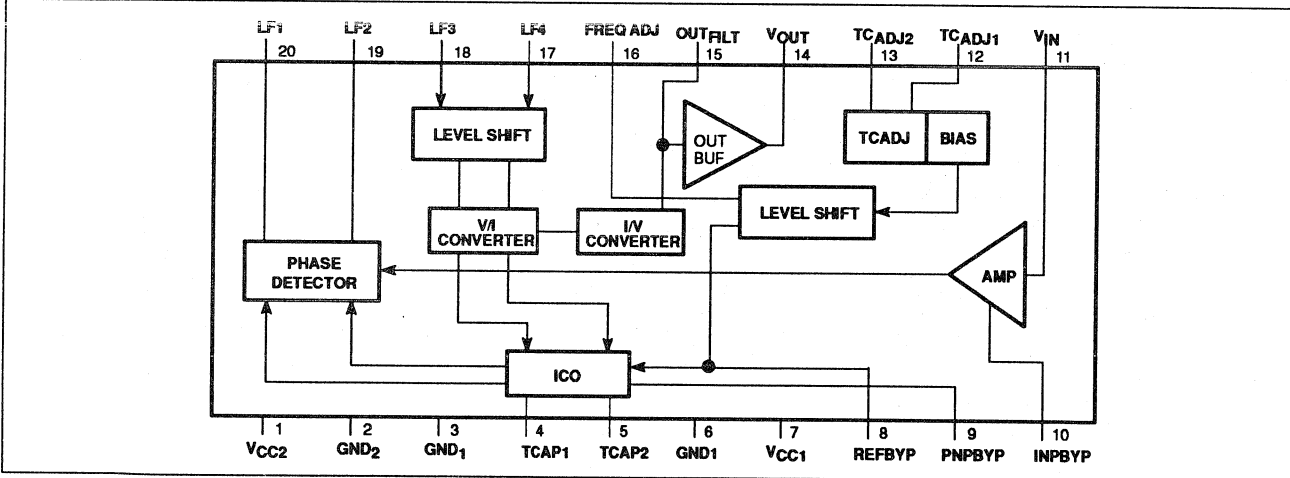 LF1 LF2 LF3 LF4 FREQ ADJ OUTFILT VOUT TCADJ2 TCADJ1 VIN
20 19 18 17 16 15 14 13 12 11
LEVEL SHIFT
OUT
BUF
TCADJ BIAS
LEVEL SHIFT
V/I
CONVERTER
I/V
CONVERTER
PHASE
DETECTOR
AMP
ICO
1 2 3 4 5 6 7 8 9 10
VCC2 GND2 GND1 TCAP1 TCAP2 GND1 VCC1 REFBYP PNPBYP INPBYP